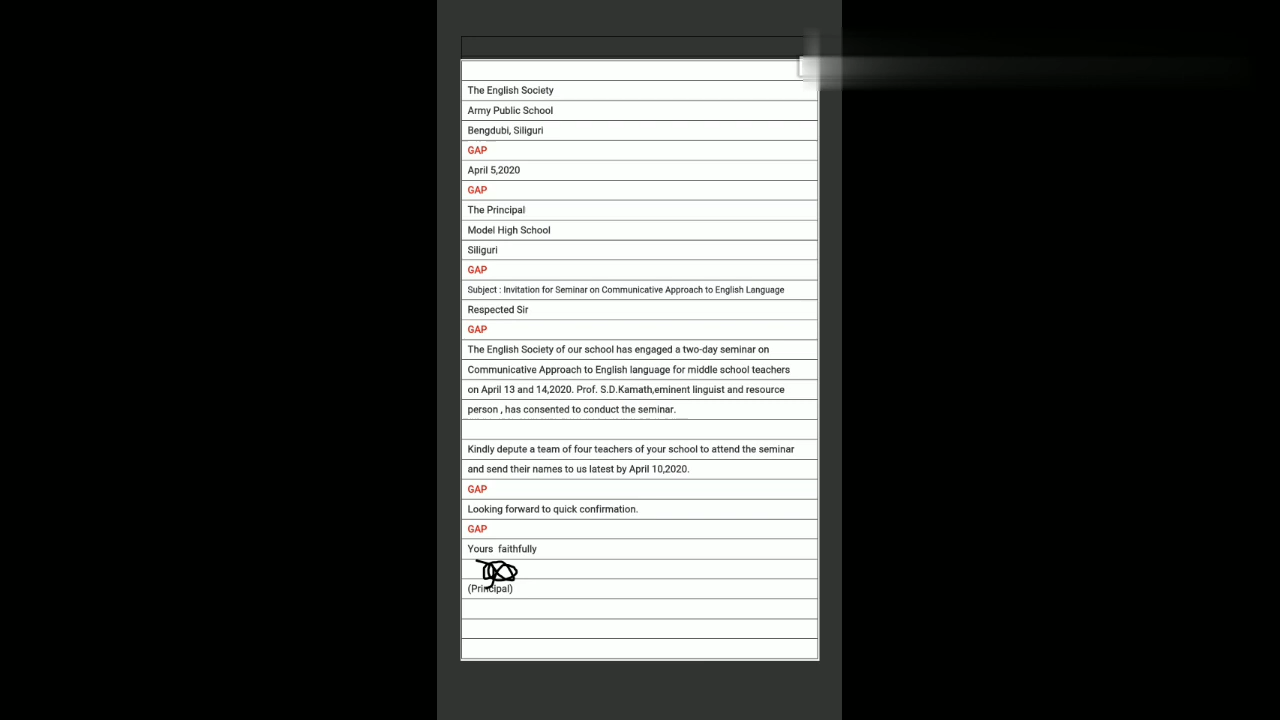 The English Society
Army Public School
Bengdubi, Siliguri
GAP
April 5,2020
GAP
The Principal
Model High School
Siliguri
GAP
Subject : Invitation for Seminar on Communicative Approach to English Language
Respected Sir
GAP
The English Society of our school has engaged a two-day seminar on
Communicative Approach to English language for middle school teachers
on April 13 and 14,2020. Prof. S.D.Kamath,eminent linguist and resource
person , has consented to conduct the seminar.
Kindly depute a team of four teachers of your school to attend the seminar
and send their names to us latest by April 10,2020.
GAP
Looking forward to quick confirmation.
GAP
Yours faithfully
(Principal)